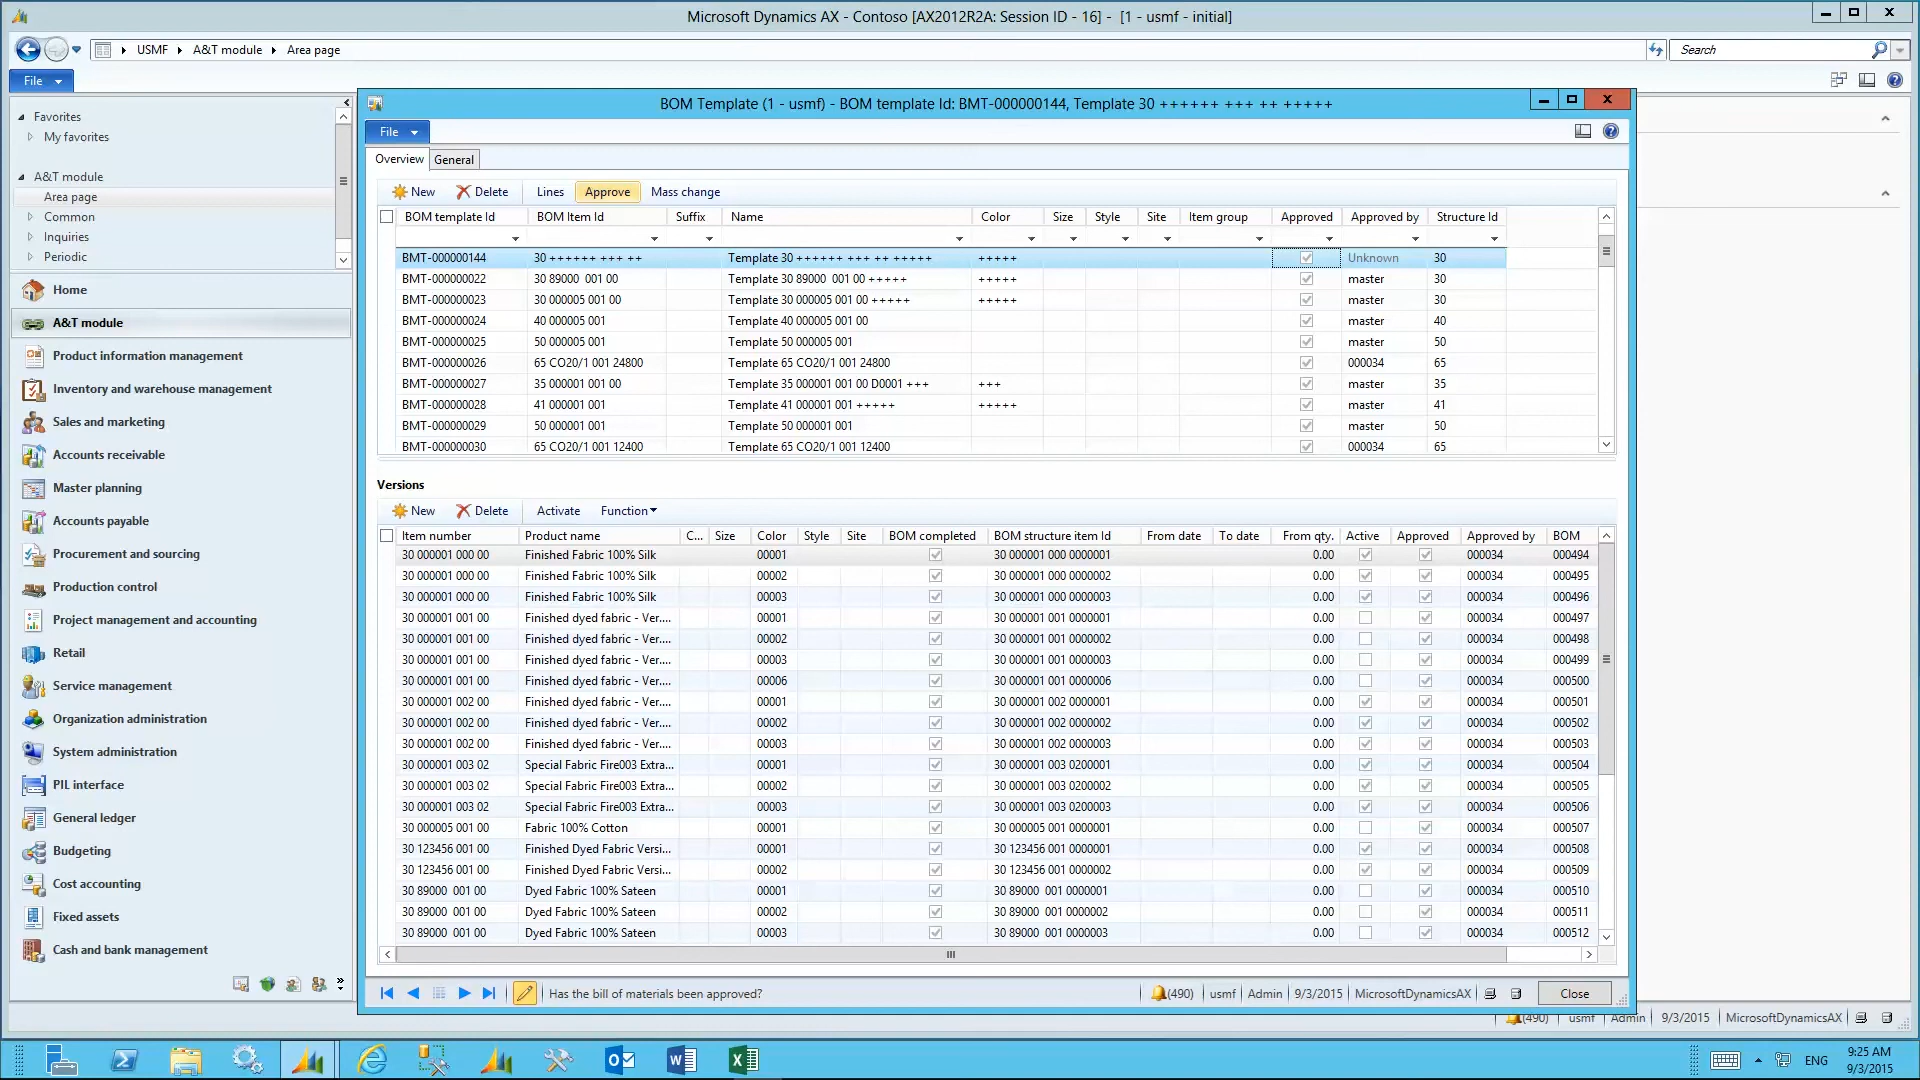 Microsoft Dynamics AX - Contoso [AX2012R2A: Session ID - 16] - [1 - usmf - initial]
USMF A&T module Area page
Search
File
Favorites
My favorites
A&T module
Area page
Common
Inquiries
Periodic
Home
A&T module
Product information management
Inventory and warehouse management
Sales and marketing
Accounts receivable
Master planning
Accounts payable
Procurement and sourcing
Production control
Project management and accounting
Retail
Service management
Organization administration
System administration
PIL interface
General ledger
Budgeting
Cost accounting
Fixed assets
Cash and bank management
BOM Template (1 - usmf) - BOM template Id: BMT-000000144, Template 30 ++++++ +++ ++ +++++
File
Overview General
New Delete Lines Approve Mass change
BOM template Id BOM Item Id Suffix Name Color Size Style Site Item group Approved Approved by Structure Id
BMT-000000144 30 ++++++ +++ ++ Template 30 ++++++ +++ ++ +++++ +++++ Unknown 30
BMT-000000022 30 89000 001 00 Template 30 89000 001 00 +++++ +++++ master 30
BMT-000000023 30 000005 001 00 Template 30 000005 001 00 +++++ +++++ master 30
BMT-000000024 40 000005 001 Template 40 000005 001 00 master 40
BMT-000000025 50 000005 001 Template 50 000005 001 master 50
BMT-000000026 65 CO20/1 001 24800 Template 65 CO20/1 001 24800 000034 65
BMT-000000027 35 000001 001 00 Template 35 000001 001 00 D0001 +++ +++ master 35
BMT-000000028 41 000001 001 Template 41 000001 001 +++++ +++++ master 41
BMT-000000029 50 000001 001 Template 50 000001 001 master 50
BMT-000000030 65 CO20/1 001 12400 Template 65 CO20/1 001 12400 000034 65
Versions
New Delete Activate Function
Item number Product name C... Size Color Style Site BOM completed BOM structure item Id From date To date From qty. Active Approved Approved by BOM
30 000001 000 00 Finished Fabric 100% Silk 00001 30 000001 000 0000001 0.00 000034 000494
30 000001 000 00 Finished Fabric 100% Silk 00002 30 000001 000 0000002 0.00 000034 000495
30 000001 000 00 Finished Fabric 100% Silk 00003 30 000001 000 0000003 0.00 000034 000496
30 000001 001 00 Finished dyed fabric - Ver.... 00001 30 000001 001 0000001 0.00 000034 000497
30 000001 001 00 Finished dyed fabric - Ver.... 00002 30 000001 001 0000002 0.00 000034 000498
30 000001 001 00 Finished dyed fabric - Ver.... 00003 30 000001 001 0000003 0.00 000034 000499
30 000001 001 00 Finished dyed fabric - Ver.... 00006 30 000001 001 0000006 0.00 000034 000500
30 000001 002 00 Finished dyed fabric - Ver.... 00001 30 000001 002 0000001 0.00 000034 000501
30 000001 002 00 Finished dyed fabric - Ver.... 00002 30 000001 002 0000002 0.00 000034 000502
30 000001 002 00 Finished dyed fabric - Ver.... 00003 30 000001 002 0000003 0.00 000034 000503
30 000001 003 02 Special Fabric Fire003 Extra... 00001 30 000001 003 0200001 0.00 000034 000504
30 000001 003 02 Special Fabric Fire003 Extra... 00002 30 000001 003 0200002 0.00 000034 000505
30 000001 003 02 Special Fabric Fire003 Extra... 00003 30 000001 003 0200003 0.00 000034 000506
30 000005 001 00 Fabric 100% Cotton 00001 30 000005 001 0000001 0.00 000034 000507
30 123456 001 00 Finished Dyed Fabric Versi... 00001 30 123456 001 0000001 0.00 000034 000508
30 123456 001 00 Finished Dyed Fabric Versi... 00002 30 123456 001 0000002 0.00 000034 000509
30 89000 001 00 Dyed Fabric 100% Sateen 00001 30 89000 001 0000001 0.00 000034 000510
30 89000 001 00 Dyed Fabric 100% Sateen 00002 30 89000 001 0000002 0.00 000034 000511
30 89000 001 00 Dyed Fabric 100% Sateen 00003 30 89000 001 0000003 0.00 000034 000512
Has the bill of materials been approved? (490) usmf Admin 9/3/2015 MicrosoftDynamicsAX Close
(490) usmf Admin 9/3/2015 MicrosoftDynamicsAX
ENG 9:25 AM
9/3/2015